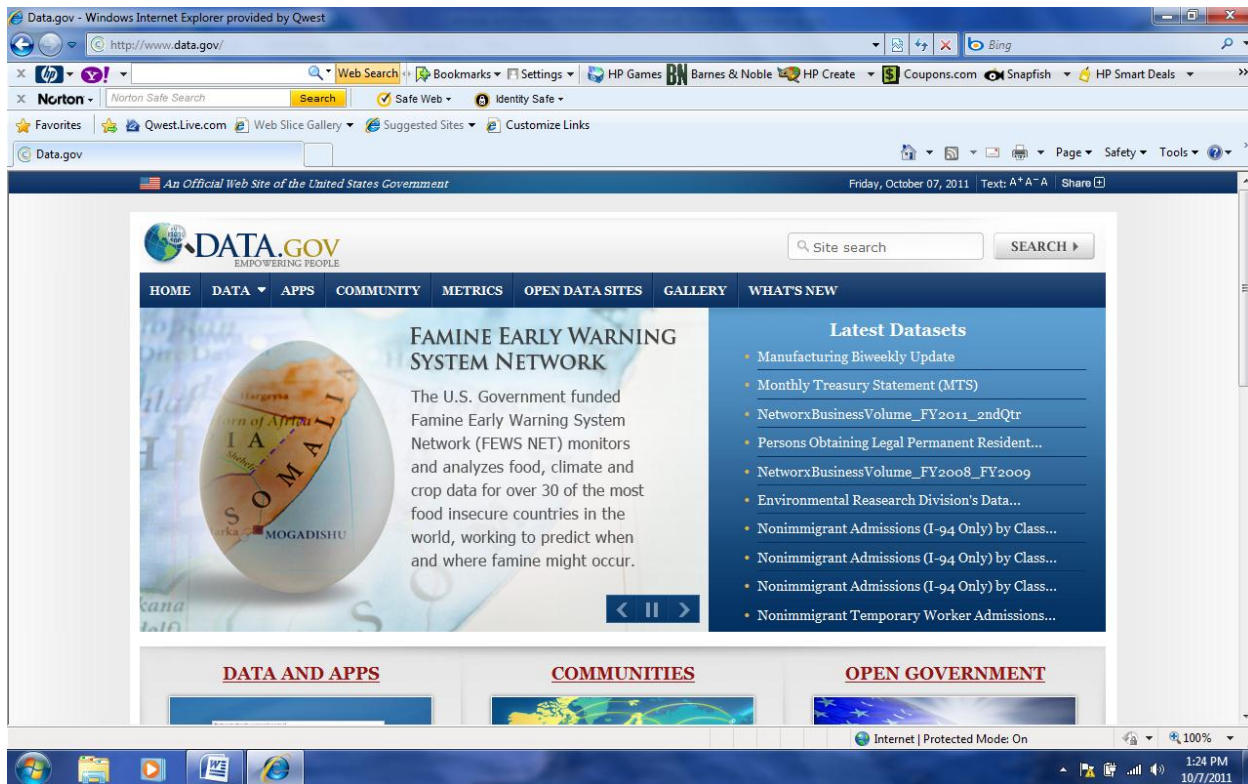 Data.gov - Windows Internet Explorer provided by Qwest
http://www.data.gov/
Bing
Web Search
Bookmarks
Settings
HP Games
Barnes & Noble
HP Create
Coupons.com
Snapfish
HP Smart Deals
Norton
Norton Safe Search
Search
Safe Web
Identity Safe
Favorites
Qwest.Live.com
Web Slice Gallery
Suggested Sites
Customize Links
Data.gov
Page
Safety
Tools
An Official Web Site of the United States Government
Friday, October 07, 2011
Text: A+ A- A
Share
DATA.GOV
EMPOWERING PEOPLE
Site search
SEARCH
HOME
DATA
APPS
COMMUNITY
METRICS
OPEN DATA SITES
GALLERY
WHAT'S NEW
SOMALIA
MOGADISHU
FAMINE EARLY WARNING
SYSTEM NETWORK
The U.S. Government funded
Famine Early Warning System
Network (FEWS NET) monitors
and analyzes food, climate and
crop data for over 30 of the most
food insecure countries in the
world, working to predict when
and where famine might occur.
Latest Datasets
Manufacturing Biweekly Update
Monthly Treasury Statement (MTS)
NetworxBusinessVolume_FY2011_2ndQtr
Persons Obtaining Legal Permanent Resident...
NetworxBusinessVolume_FY2008_FY2009
Environmental Reasearch Division's Data...
Nonimmigrant Admissions (I-94 Only) by Class...
Nonimmigrant Admissions (I-94 Only) by Class...
Nonimmigrant Admissions (I-94 Only) by Class...
Nonimmigrant Temporary Worker Admissions...
DATA AND APPS
COMMUNITIES
OPEN GOVERNMENT
Internet | Protected Mode: On
100%
1:24 PM
10/7/2011